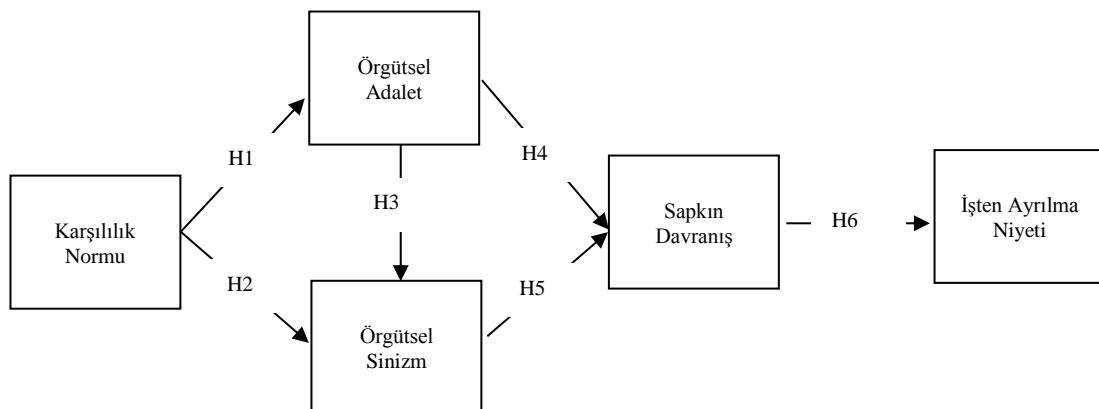 Örgütsel
Adalet
H1
H4
H3
Karşılılık
Normu
Sapkın
Davranış
H6
İşten Ayrılma
Niyeti
H2
H5
Örgütsel
Sinizm